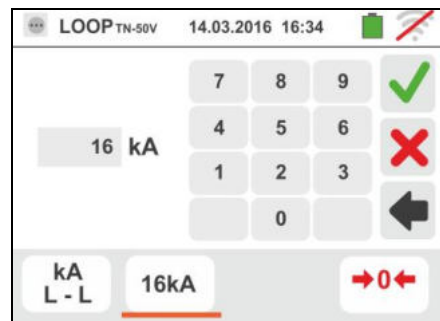 LOOP TN-50V 14.03.2016 16:34
7 8 9
4 5 6
16 kA
1 2 3
0
kA
L - L
16kA
→0←